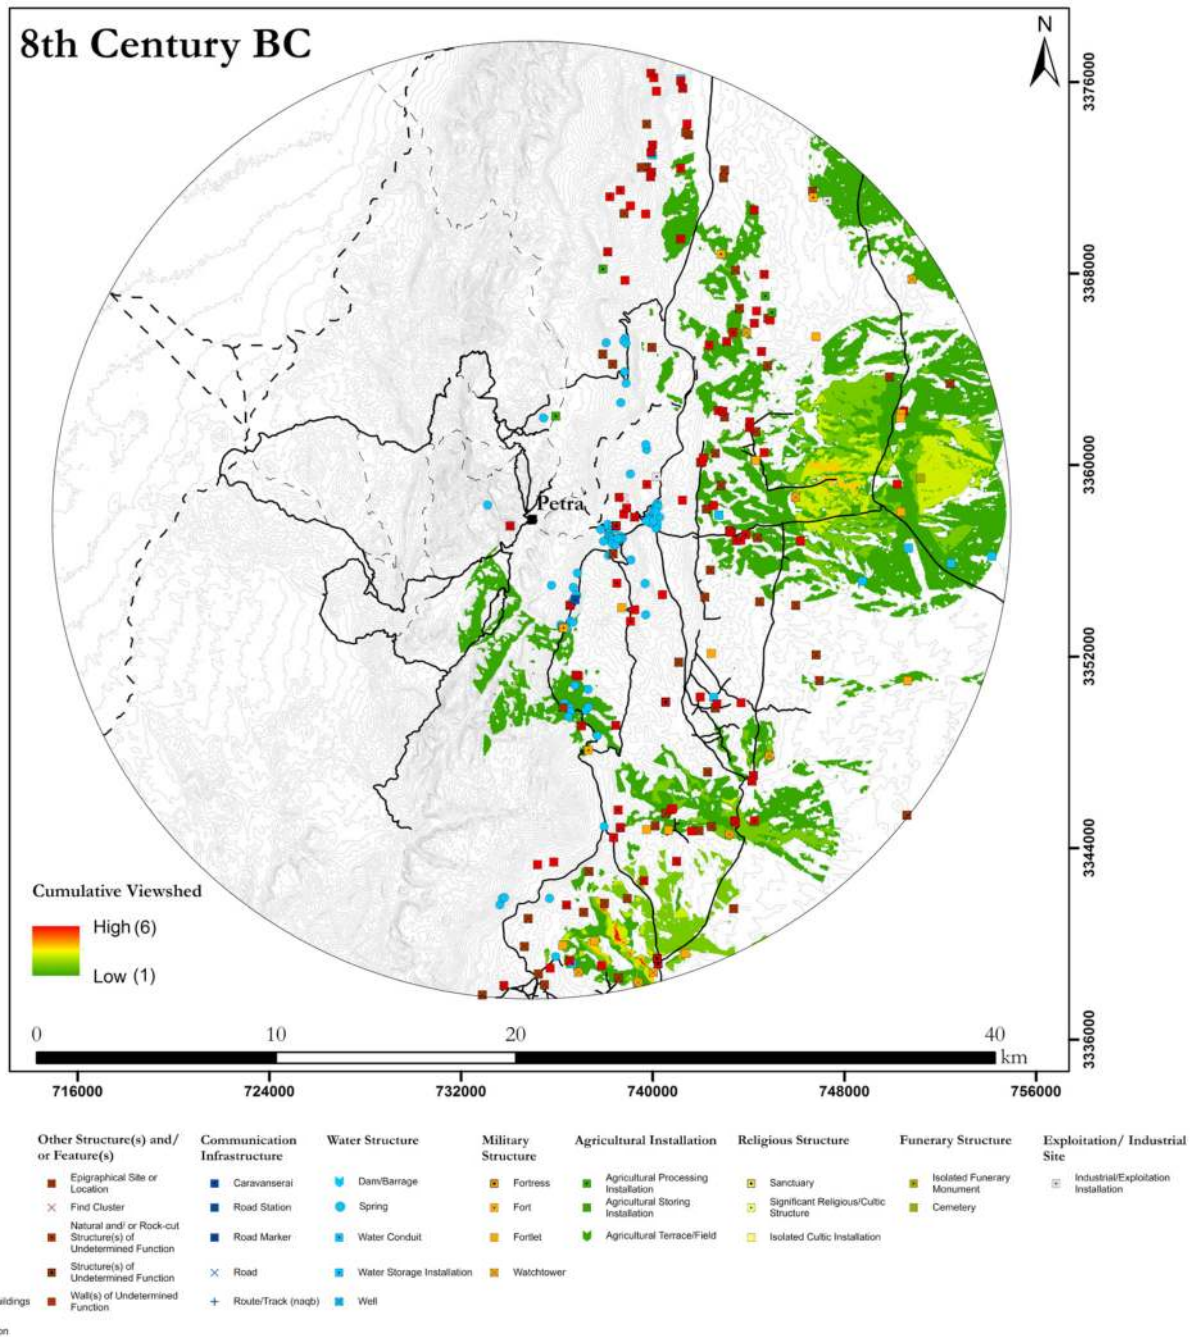 8th Century BC
N
3376000
3368000
3360000
3352000
3344000
3336000
Petra
Cumulative Viewshed
High (6)
Low (1)
0
10
20
40
km
716000
724000
732000
740000
748000
756000
Other Structure(s) and/
or Feature(s)
Epigraphical Site or
Location
Find Cluster
Natural and/ or Rock-cut
Structure(s) of
Undetermined Function
Structure(s) of
Undetermined Function
Wall(s) of Undetermined
Function
Communication
Infrastructure
Caravanserai
Road Station
Road Marker
Road
Route/Track (naqb)
Water Structure
Dam/Barrage
Spring
Water Conduit
Water Storage Installation
Well
Military
Structure
Fortress
Fort
Fortlet
Watchtower
Agricultural Installation
Agricultural Processing
Installation
Agricultural Storing
Installation
Agricultural Terrace/Field
Religious Structure
Sanctuary
Significant Religious/Cultic
Structure
Isolated Cultic Installation
Funerary Structure
Isolated Funerary
Monument
Cemetery
Exploitation/ Industrial
Site
Industrial/Exploitation
Installation